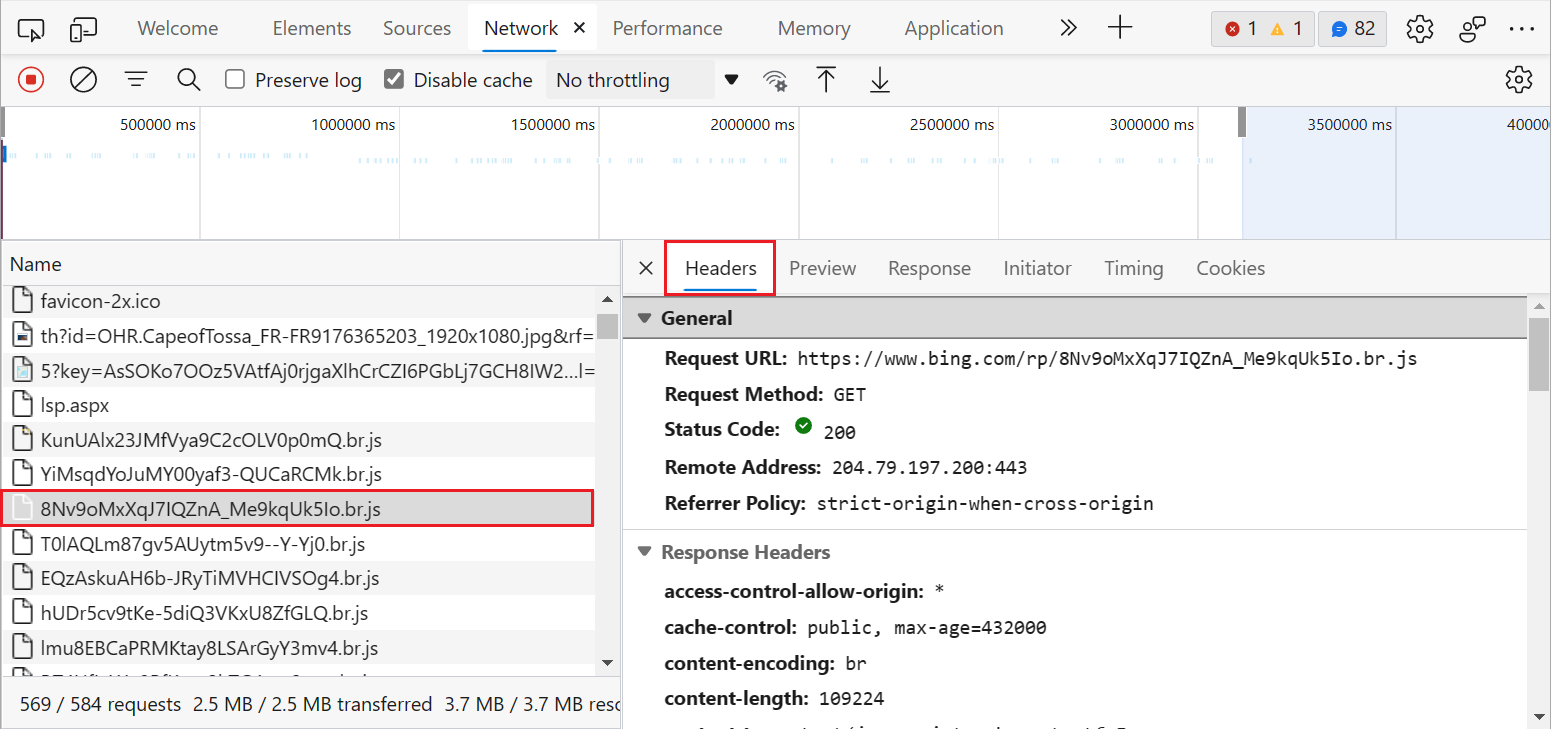 Welcome Elements Sources Network Performance Memory Application 1 1 82
Preserve log Disable cache No throttling
500000 ms 1000000 ms 1500000 ms 2000000 ms 2500000 ms 3000000 ms 3500000 ms 40000
Name
favicon-2x.ico
th?id=OHR.CapeofTossa_FR-FR9176365203_1920x1080.jpg&rf=
5?key=AsSOKo7OOz5VAtfAj0rjgaXlhCrCZI6PGbLj7GCH8IW2...l=
lsp.aspx
KunUAlx23JMfVya9C2cOLV0p0mQ.br.js
YiMsqdYoJuMY00yaf3-QUCaRCMk.br.js
8Nv9oMxXqJ7IQZnA_Me9kqUk5Io.br.js
T0lAQLm87gv5AUytm5v9--Y-Yj0.br.js
EQzAskuAH6b-JRyTiMVHCIVSOg4.br.js
hUDr5cv9tKe-5diQ3VKxU8ZfGLQ.br.js
lmu8EBCaPRMKtay8LSArGyY3mv4.br.js
569 / 584 requests 2.5 MB / 2.5 MB transferred 3.7 MB / 3.7 MB resc
Headers Preview Response Initiator Timing Cookies
General
Request URL: https://www.bing.com/rp/8Nv9oMxXqJ7IQZnA_Me9kqUk5Io.br.js
Request Method: GET
Status Code: 200
Remote Address: 204.79.197.200:443
Referrer Policy: strict-origin-when-cross-origin
Response Headers
access-control-allow-origin: *
cache-control: public, max-age=432000
content-encoding: br
content-length: 109224